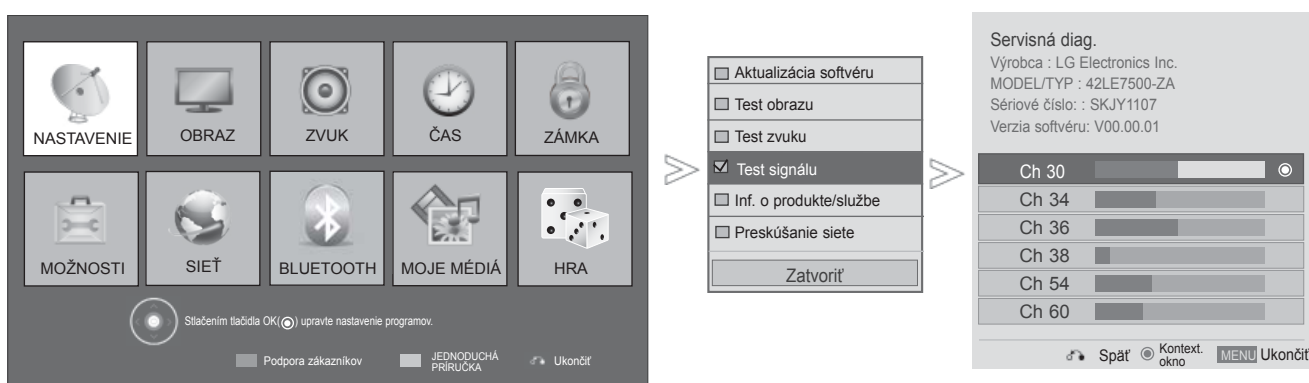 NASTAVENIE
OBRAZ
ZVUK
ČAS
ZÁMKA
MOŽNOSTI
SIEŤ
BLUETOOTH
MOJE MÉDIÁ
HRA
Stlačením tlačidla OK(◉) upravte nastavenie programov.
Podpora zákazníkov
JEDNODUCHÁ
PRÍRUČKA
Ukončiť
Aktualizácia softvéru
Test obrazu
Test zvuku
Test signálu
Inf. o produkte/službe
Preskúšanie siete
Zatvoriť
Servisná diag.
Výrobca : LG Electronics Inc.
MODEL/TYP : 42LE7500-ZA
Sériové číslo: : SKJY1107
Verzia softvéru: V00.00.01
Ch 30
Ch 34
Ch 36
Ch 38
Ch 54
Ch 60
Späť
Kontext.
okno
MENU Ukončiť